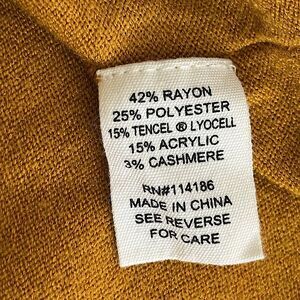 42% RAYON
25% POLYESTER
15% TENCEL ® LYOCELL
15% ACRYLIC
3% CASHMERE
RN#114186
MADE IN CHINA
SEE REVERSE
FOR CARE